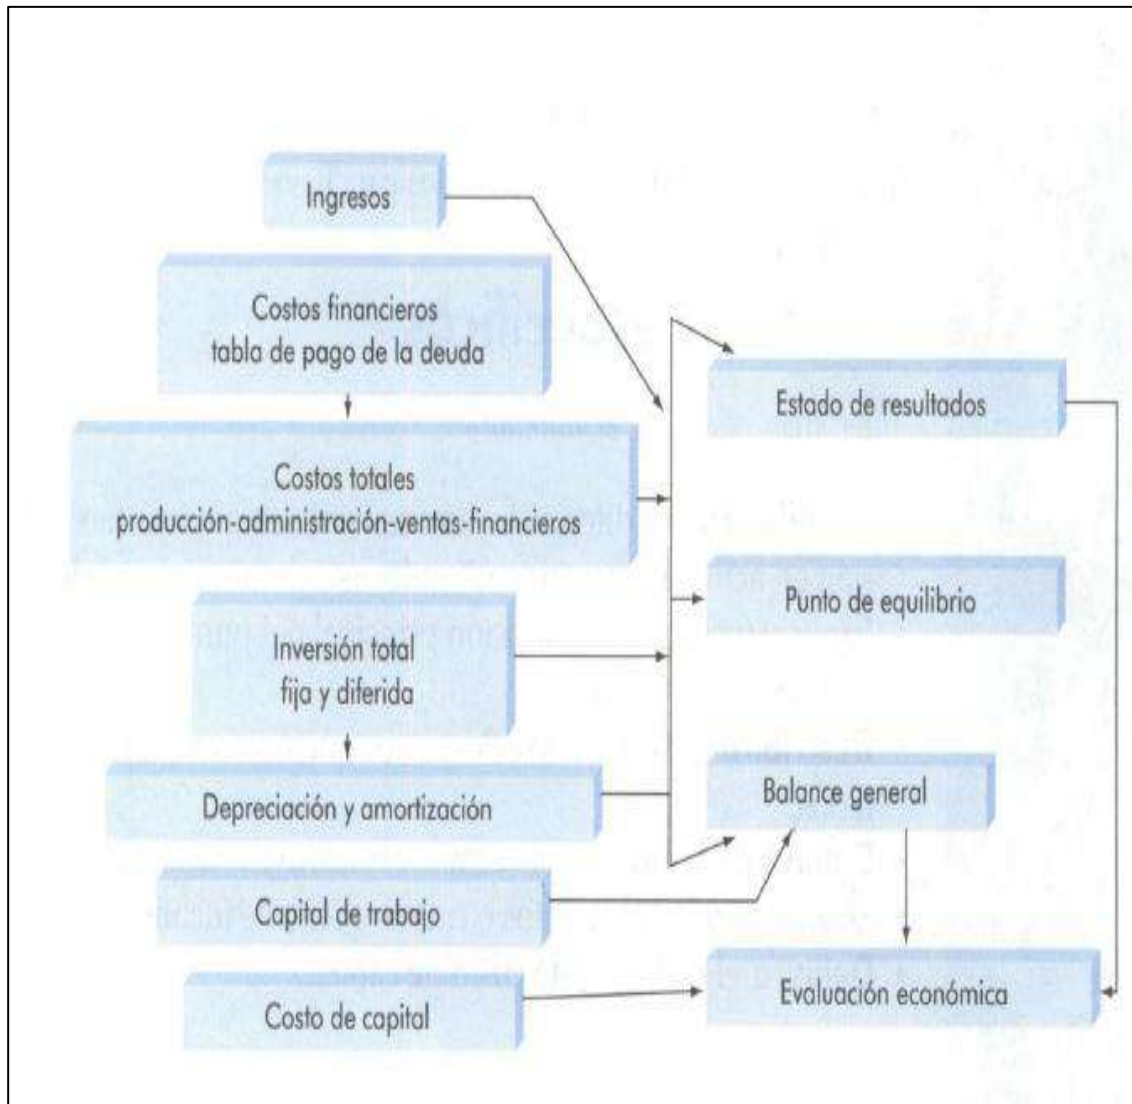 Ingresos
Costos financieros
tabla de pago de la deuda
Costos totales
producción-administración-ventas-financieros
Inversión total
fija y diferida
Depreciación y amortización
Capital de trabajo
Costo de capital
Estado de resultados
Punto de equilibrio
Balance general
Evaluación económica